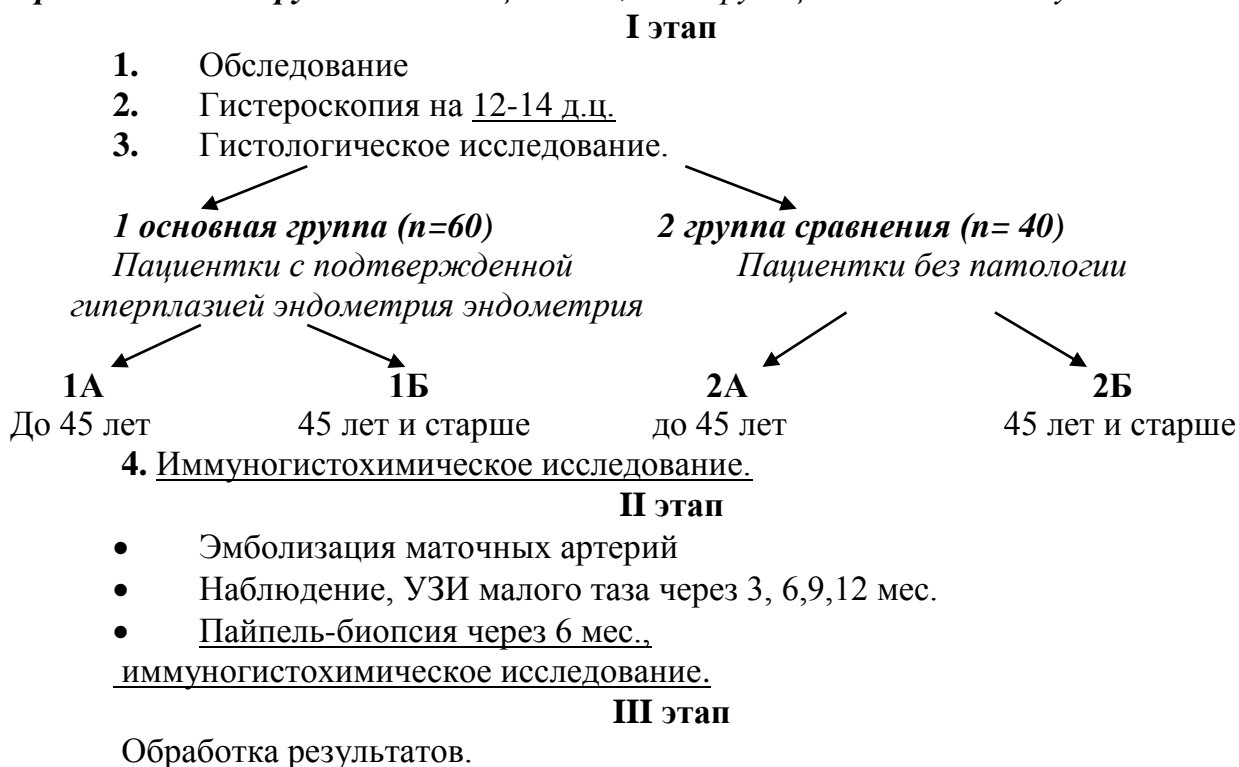 I этап
1. Обследование
2. Гистероскопия на 12-14 д.ц.
3. Гистологическое исследование.
1 основная группа (n=60) 2 группа сравнения (n= 40)
Пациентки с подтвержденной Пациентки без патологии
гиперплазией эндометрия эндометрия
1А 1Б 2А 2Б
До 45 лет 45 лет и старше до 45 лет 45 лет и старше
4. Иммуногистохимическое исследование.
II этап
• Эмболизация маточных артерий
• Наблюдение, УЗИ малого таза через 3, 6,9,12 мес.
• Пайпель-биопсия через 6 мес.,
иммуногистохимическое исследование.
III этап
Обработка результатов.